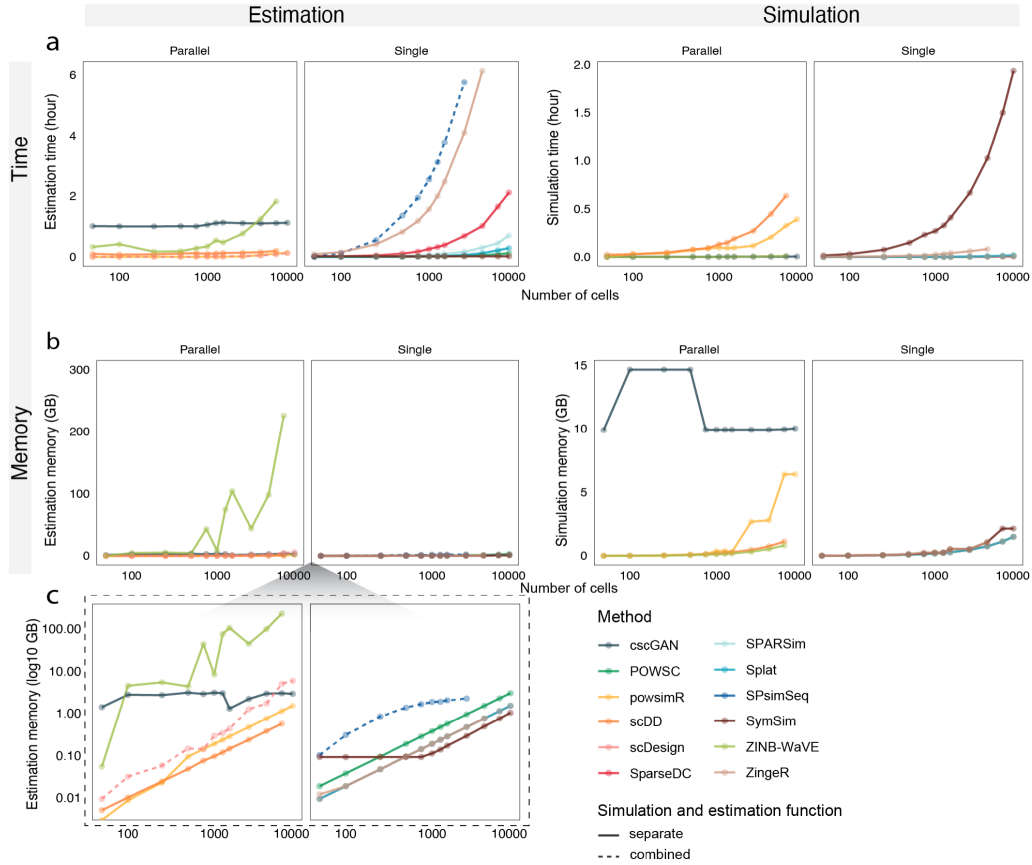 Estimation
Simulation
a
Time
Parallel
Single
Parallel
Single
Estimation time (hour)
6
4
2
0
100
1000
10000
100
1000
10000
Simulation time (hour)
2.0
1.5
1.0
0.5
0.0
100
1000
10000
100
1000
10000
Number of cells
b
Memory
Parallel
Single
Parallel
Single
Estimation memory (GB)
300
200
100
0
100
1000
10000
100
1000
10000
Simulation memory (GB)
15
10
5
0
100
1000
10000
100
1000
10000
Number of cells
c
Estimation memory (log10 GB)
100.00
10.00
1.00
0.10
0.01
100
1000
10000
100
1000
10000
Method
cscGAN
POWSC
powsimR
scDD
scDesign
SparseDC
SPARSim
Splat
SPsimSeq
SymSim
ZINB-WaVE
ZingeR
Simulation and estimation function
separate
combined